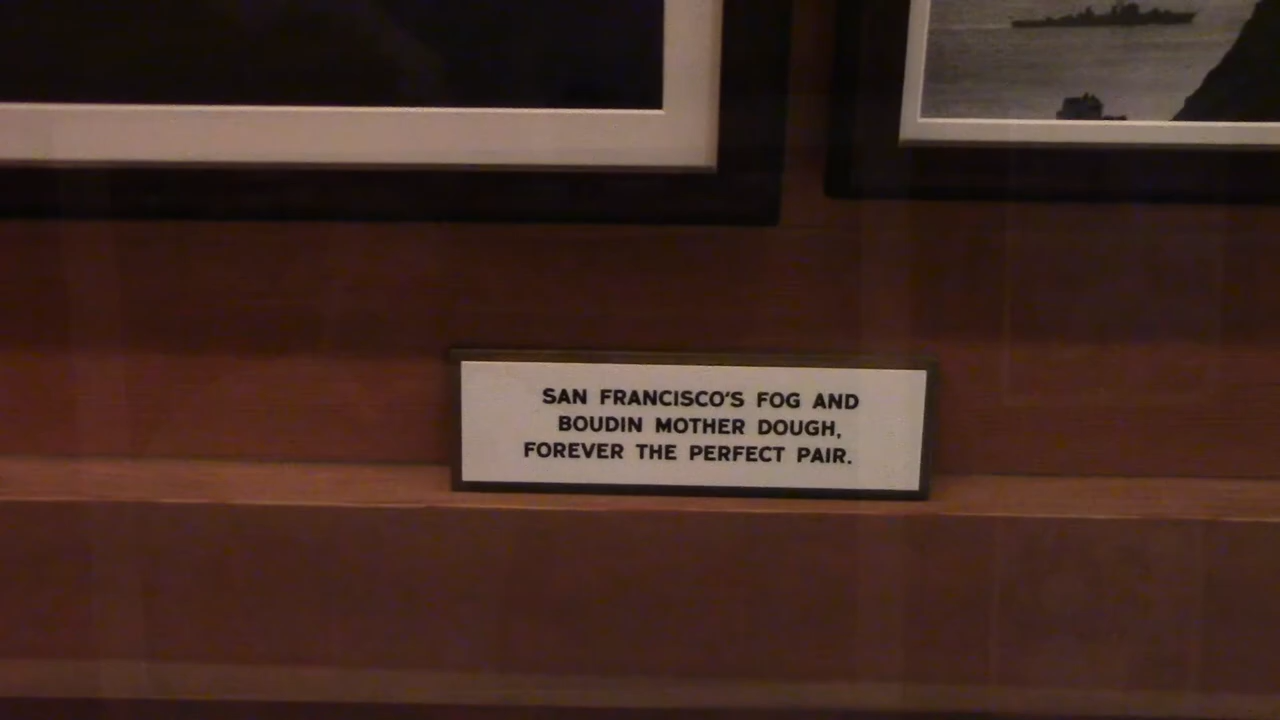 SAN FRANCISCO'S FOG AND
BOUDIN MOTHER DOUGH,
FOREVER THE PERFECT PAIR.